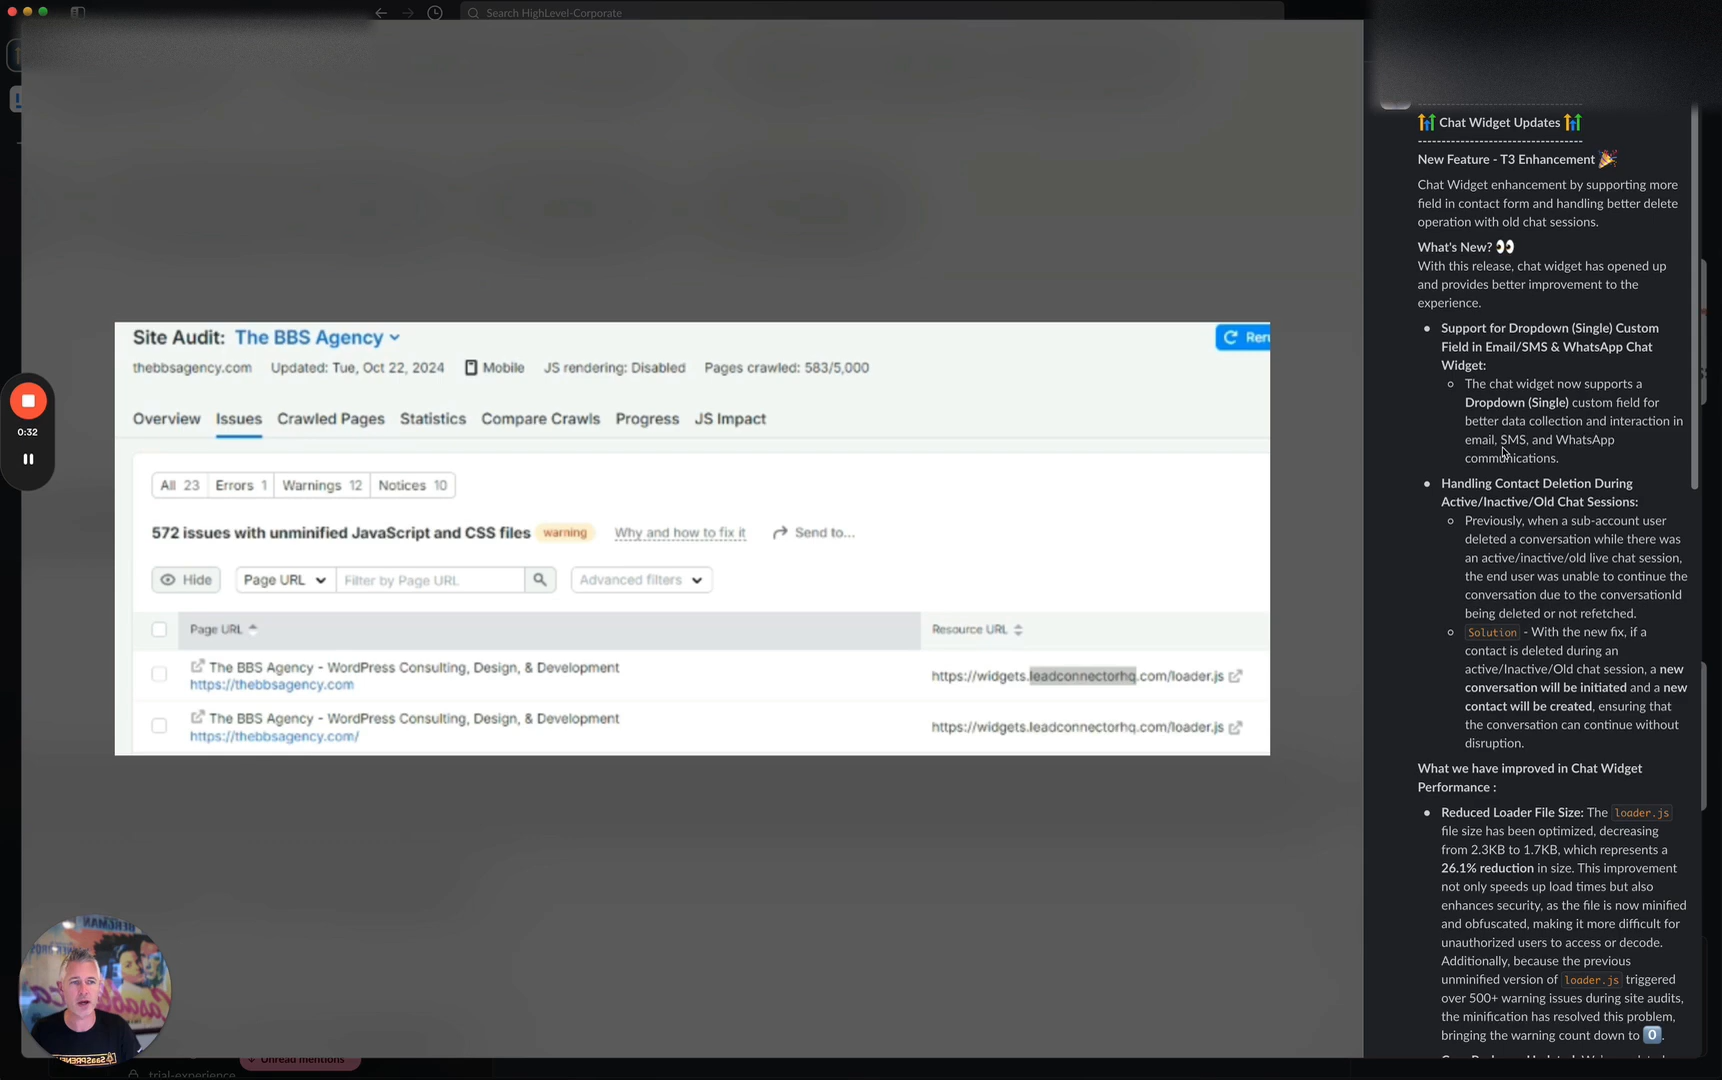 Search HighLevel-Corporate
Site Audit: The BBS Agency
Reru
thebbsagency.com Updated: Tue, Oct 22, 2024 Mobile JS rendering: Disabled Pages crawled: 583/5,000
Overview Issues Crawled Pages Statistics Compare Crawls Progress JS Impact
All 23 Errors 1 Warnings 12 Notices 10
572 issues with unminified JavaScript and CSS files warning Why and how to fix it Send to...
Hide Page URL Filter by Page URL Advanced filters
Page URL Resource URL
The BBS Agency - WordPress Consulting, Design, & Development
https://thebbsagency.com
https://widgets.leadconnectorhq.com/loader.js
The BBS Agency - WordPress Consulting, Design, & Development
https://thebbsagency.com/
https://widgets.leadconnectorhq.com/loader.js
0:32
Unread mentions
trial-experience
Chat Widget Updates
-----------------------------------
New Feature - T3 Enhancement 🎉
Chat Widget enhancement by supporting more
field in contact form and handling better delete
operation with old chat sessions.
What's New? 👀
With this release, chat widget has opened up
and provides better improvement to the
experience.
• Support for Dropdown (Single) Custom
Field in Email/SMS & WhatsApp Chat
Widget:
◦ The chat widget now supports a
Dropdown (Single) custom field for
better data collection and interaction in
email, SMS, and WhatsApp
communications.
• Handling Contact Deletion During
Active/Inactive/Old Chat Sessions:
◦ Previously, when a sub-account user
deleted a conversation while there was
an active/inactive/old live chat session,
the end user was unable to continue the
conversation due to the conversationId
being deleted or not refetched.
◦ Solution - With the new fix, if a
contact is deleted during an
active/Inactive/Old chat session, a new
conversation will be initiated and a new
contact will be created, ensuring that
the conversation can continue without
disruption.
What we have improved in Chat Widget
Performance :
• Reduced Loader File Size: The loader.js
file size has been optimized, decreasing
from 2.3KB to 1.7KB, which represents a
26.1% reduction in size. This improvement
not only speeds up load times but also
enhances security, as the file is now minified
and obfuscated, making it more difficult for
unauthorized users to access or decode.
Additionally, because the previous
unminified version of loader.js triggered
over 500+ warning issues during site audits,
the minification has resolved this problem,
bringing the warning count down to 0️⃣.